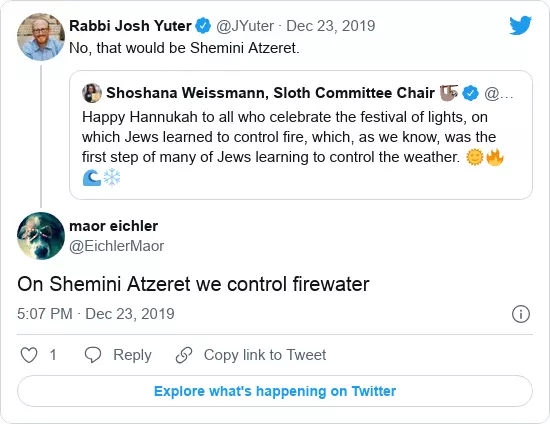 Rabbi Josh Yuter @JYuter · Dec 23, 2019
No, that would be Shemini Atzeret.
Shoshana Weissmann, Sloth Committee Chair 🦥 @...
Happy Hannukah to all who celebrate the festival of lights, on
which Jews learned to control fire, which, as we know, was the
first step of many of Jews learning to control the weather. 🌞🔥
🌊❄️
maor eichler
@EichlerMaor
On Shemini Atzeret we control firewater
5:07 PM · Dec 23, 2019
1 Reply Copy link to Tweet
Explore what's happening on Twitter